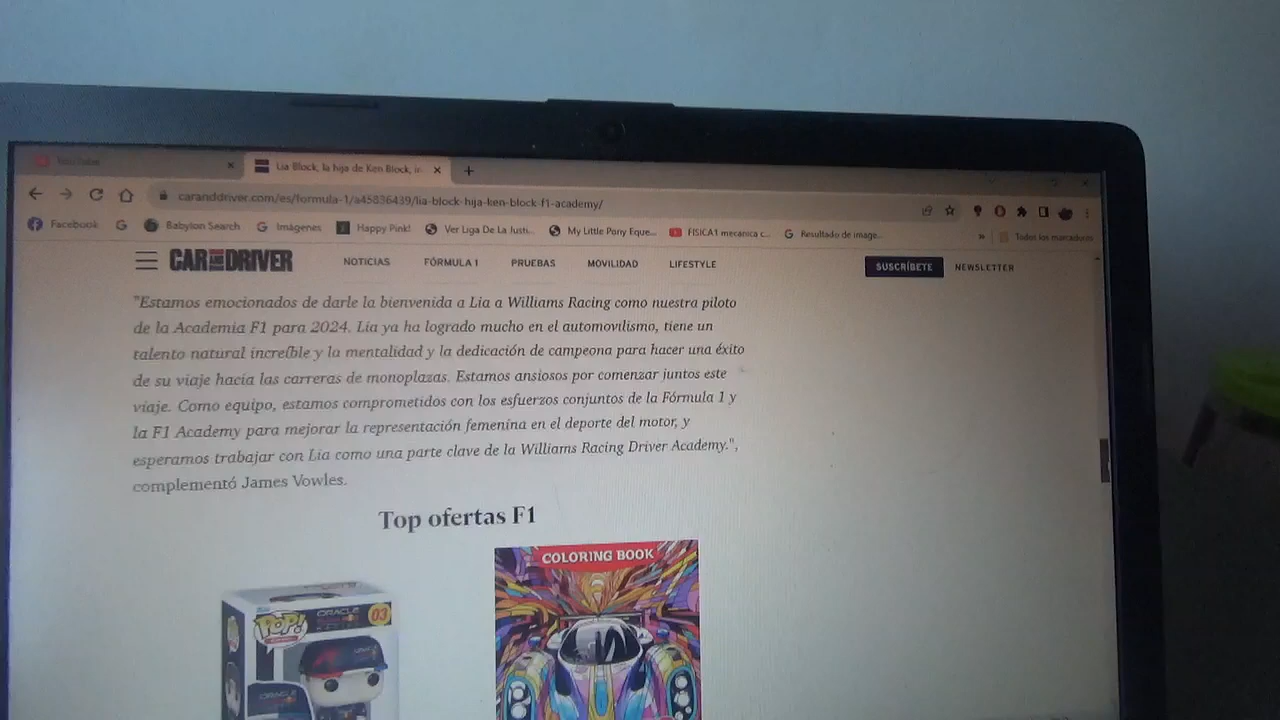 Lia Block, la hija de Ken Block, in
caranddriver.com/es/formula-1/a45836439/lia-block-hija-ken-block-f1-academy/
Facebook
Babylon Search
Imágenes
Happy Pink!
Ver Liga De La Justi...
My Little Pony Eque...
FISICA1 mecanica c...
Resultado de image...
»
Todos los marcadores
CAR AND DRIVER
NOTICIAS
FÓRMULA 1
PRUEBAS
MOVILIDAD
LIFESTYLE
SUSCRÍBETE
NEWSLETTER
"Estamos emocionados de darle la bienvenida a Lia a Williams Racing como nuestra piloto
de la Academia F1 para 2024. Lia ya ha logrado mucho en el automovilismo, tiene un
talento natural increíble y la mentalidad y la dedicación de campeona para hacer una éxito
de su viaje hacia las carreras de monoplazas. Estamos ansiosos por comenzar juntos este
viaje. Como equipo, estamos comprometidos con los esfuerzos conjuntos de la Fórmula 1 y
la F1 Academy para mejorar la representación femenina en el deporte del motor, y
esperamos trabajar con Lia como una parte clave de la Williams Racing Driver Academy.",
complementó James Vowles.
Top ofertas F1
COLORING BOOK
POP!
ORACLE
03
ORACLE